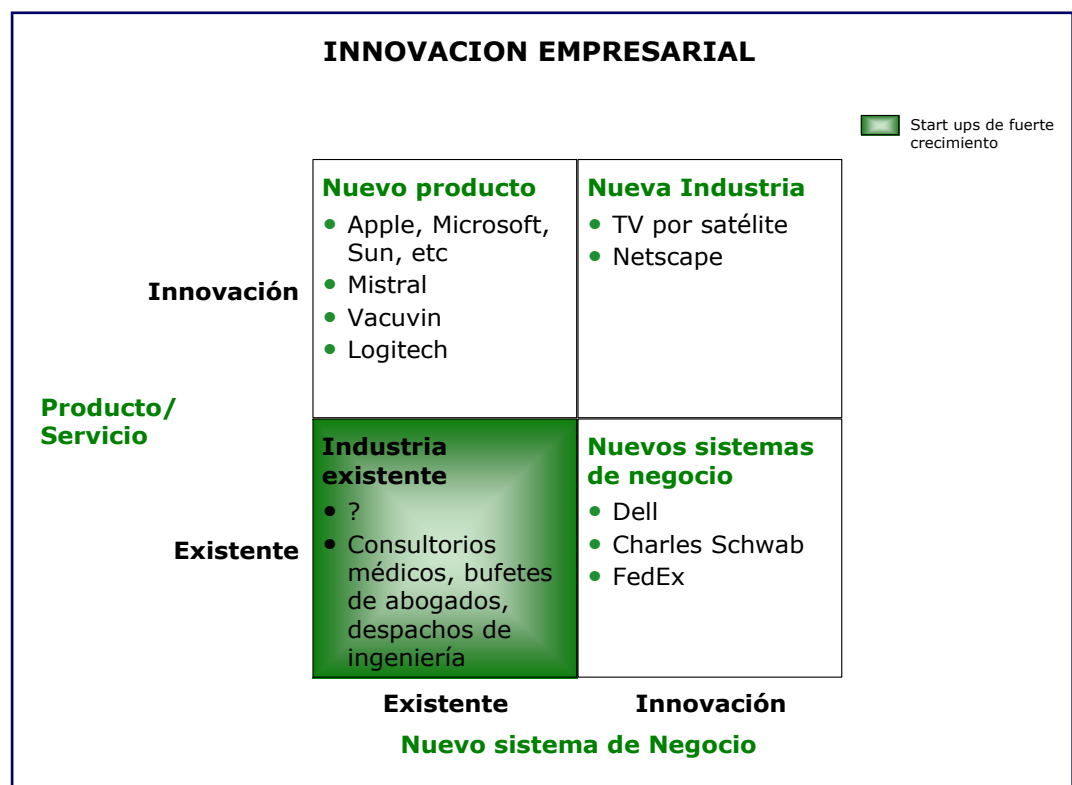 INNOVACION EMPRESARIAL
Start ups de fuerte
crecimiento
Nuevo producto
• Apple, Microsoft,
Sun, etc
• Mistral
• Vacuvin
• Logitech
Nueva Industria
• TV por satélite
• Netscape
Innovación
Producto/
Servicio
Industria
existente
• ?
• Consultorios
médicos, bufetes
de abogados,
despachos de
ingeniería
Nuevos sistemas
de negocio
• Dell
• Charles Schwab
• FedEx
Existente
Existente
Innovación
Nuevo sistema de Negocio